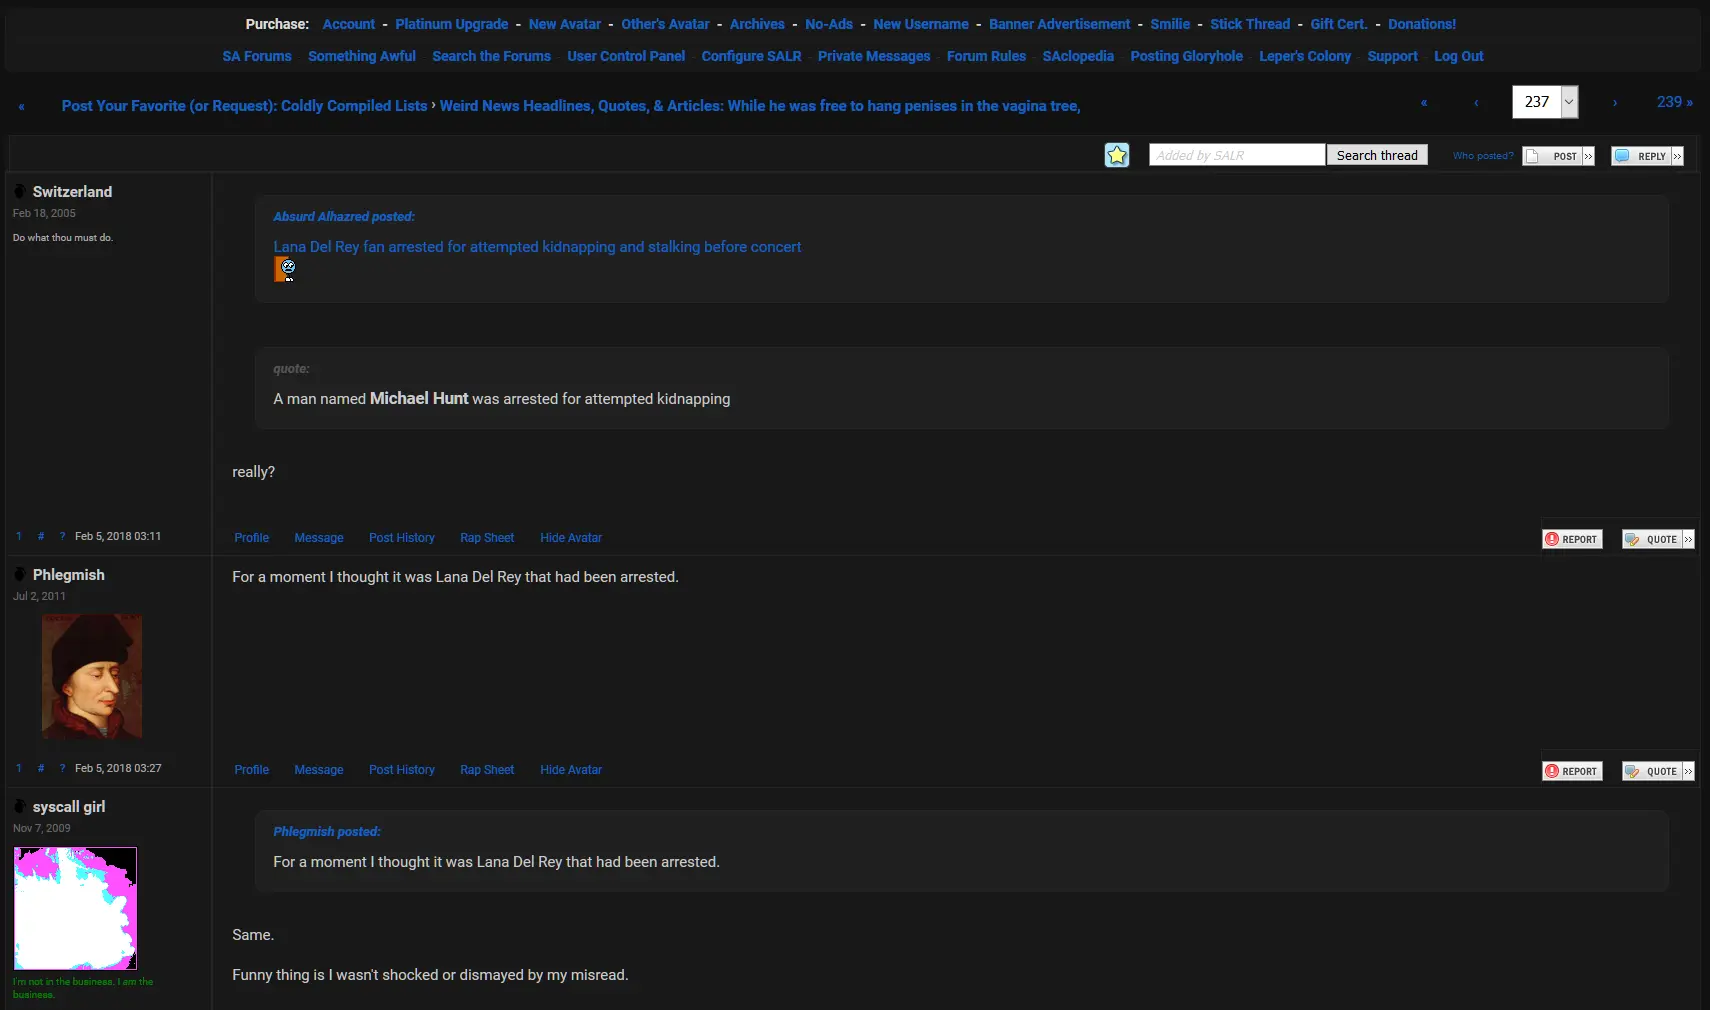 Purchase: Account - Platinum Upgrade - New Avatar - Other's Avatar - Archives - No-Ads - New Username - Banner Advertisement - Smilie - Stick Thread - Gift Cert. - Donations!
SA Forums - Something Awful - Search the Forums - User Control Panel - Configure SALR - Private Messages - Forum Rules - SAclopedia - Posting Gloryhole - Leper's Colony - Support - Log Out
« Post Your Favorite (or Request): Coldly Compiled Lists › Weird News Headlines, Quotes, & Articles: While he was free to hang penises in the vagina tree, « ‹ 237 › 239 »
Added by SALR Search thread Who posted? POST » REPLY »
Switzerland
Feb 18, 2005
Do what thou must do.
Absurd Alhazred posted:
Lana Del Rey fan arrested for attempted kidnapping and stalking before concert
quote:
A man named Michael Hunt was arrested for attempted kidnapping
really?
1 # ? Feb 5, 2018 03:11 Profile Message Post History Rap Sheet Hide Avatar REPORT QUOTE »
Phlegmish
Jul 2, 2011
For a moment I thought it was Lana Del Rey that had been arrested.
1 # ? Feb 5, 2018 03:27 Profile Message Post History Rap Sheet Hide Avatar REPORT QUOTE »
syscall girl
Nov 7, 2009
I'm not in the business. I am the
business.
Phlegmish posted:
For a moment I thought it was Lana Del Rey that had been arrested.
Same.
Funny thing is I wasn't shocked or dismayed by my misread.